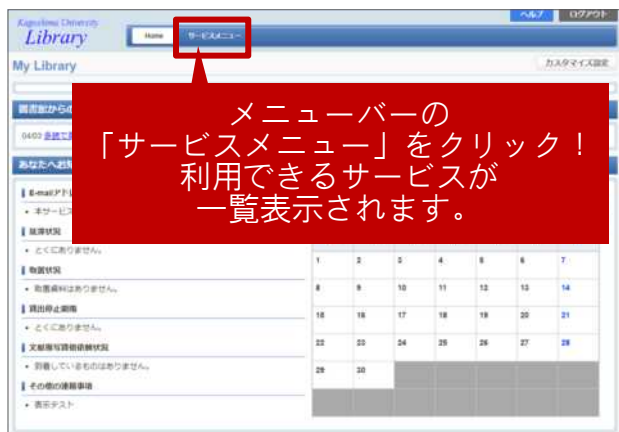 Kagoshima University
Library
Home サービスメニュー
ヘルプ ログアウト
My Library
カスタマイズ設定
メニューバーの
「サービスメニュー」をクリック！
利用できるサービスが
一覧表示されます。
図書館からの
04/03
あなたへお知
E-mailアドレ
・ 本サービス
延滞状況
・ とくにありません。
取置状況
・ 取置資料はありません。
貸出停止期間
・ とくにありません。
文献複写貸借依頼状況
・ 到着しているものはありません。
その他の連絡事項
・ 表示テスト
1 2 3 4 5 6 7
8 9 10 11 12 13 14
15 16 17 18 19 20 21
22 23 24 25 26 27 28
29 30